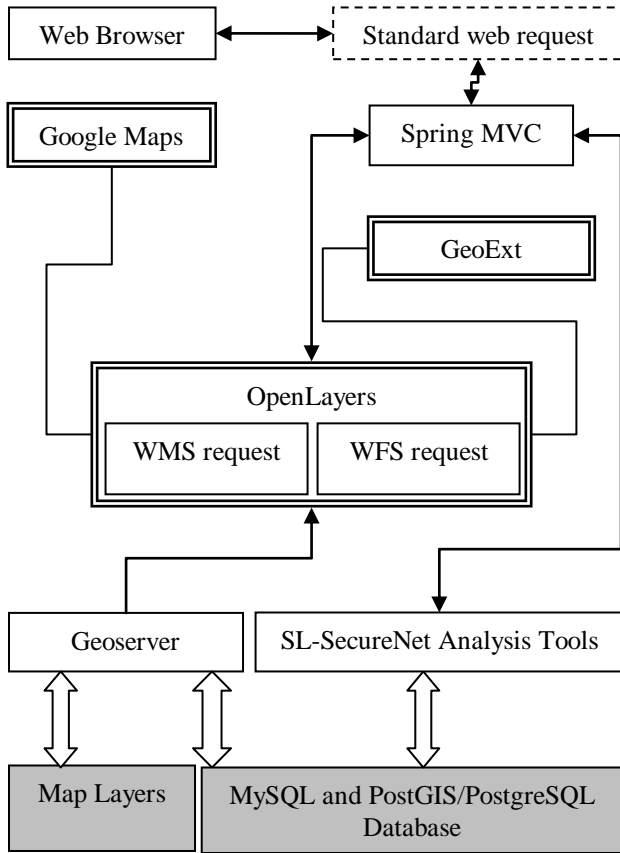 Web Browser
Standard web request
Google Maps
Spring MVC
GeoExt
OpenLayers
WMS request
WFS request
Geoserver
SL-SecureNet Analysis Tools
Map Layers
MySQL and PostGIS/PostgreSQL
Database